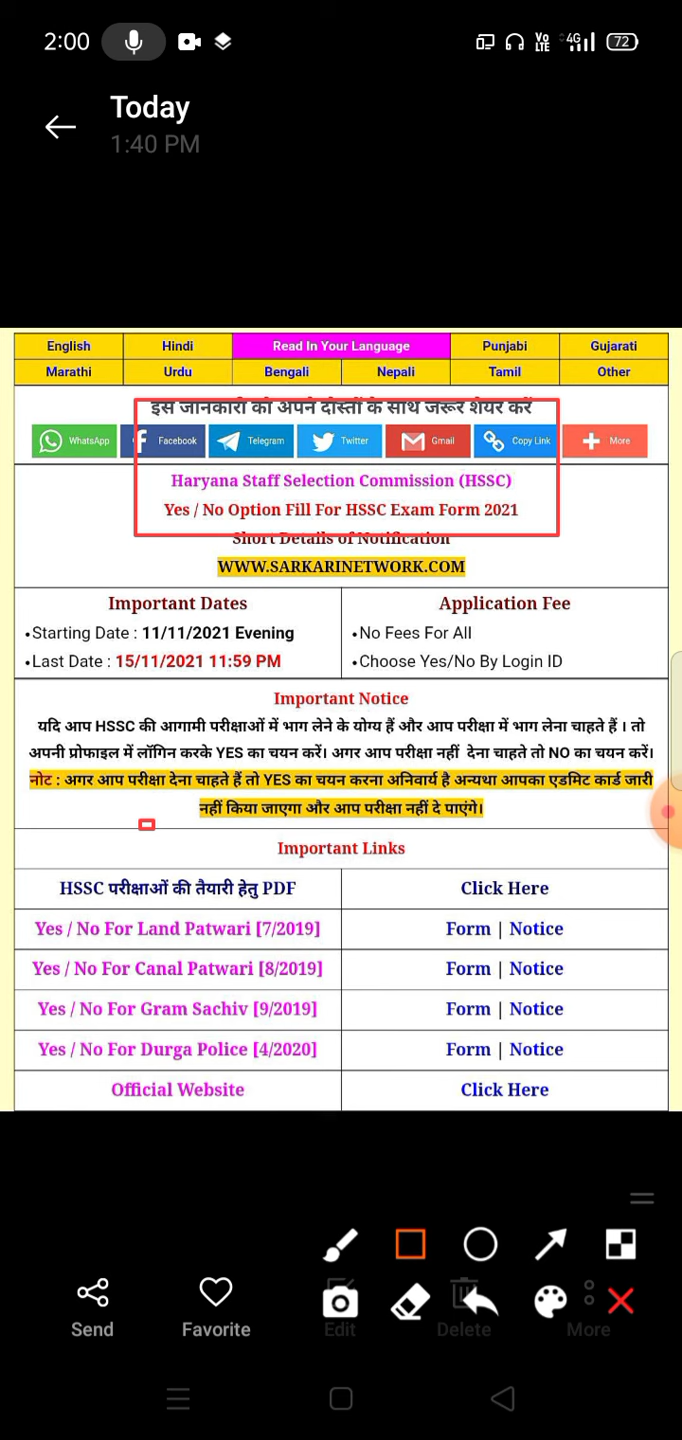 2:00 Vo LTE 4G 72
Today
1:40 PM
English Hindi Read In Your Language Punjabi Gujarati
Marathi Urdu Bengali Nepali Tamil Other
इस जानकारी को अपने दोस्तों के साथ जरूर शेयर करें
WhatsApp Facebook Telegram Twitter Gmail Copy Link More
Haryana Staff Selection Commission (HSSC)
Yes / No Option Fill For HSSC Exam Form 2021
Short Details of Notification
WWW.SARKARINETWORK.COM
Important Dates
•Starting Date : 11/11/2021 Evening
•Last Date : 15/11/2021 11:59 PM
Application Fee
•No Fees For All
•Choose Yes/No By Login ID
Important Notice
यदि आप HSSC की आगामी परीक्षाओं में भाग लेने के योग्य हैं और आप परीक्षा में भाग लेना चाहते हैं । तो
अपनी प्रोफाइल में लॉगिन करके YES का चयन करें। अगर आप परीक्षा नहीं देना चाहते तो NO का चयन करें।
नोट : अगर आप परीक्षा देना चाहते हैं तो YES का चयन करना अनिवार्य है अन्यथा आपका एडमिट कार्ड जारी
नहीं किया जाएगा और आप परीक्षा नहीं दे पाएंगे।
Important Links
HSSC परीक्षाओं की तैयारी हेतु PDF Click Here
Yes / No For Land Patwari [7/2019] Form | Notice
Yes / No For Canal Patwari [8/2019] Form | Notice
Yes / No For Gram Sachiv [9/2019] Form | Notice
Yes / No For Durga Police [4/2020] Form | Notice
Official Website Click Here
Send Favorite Edit Delete More